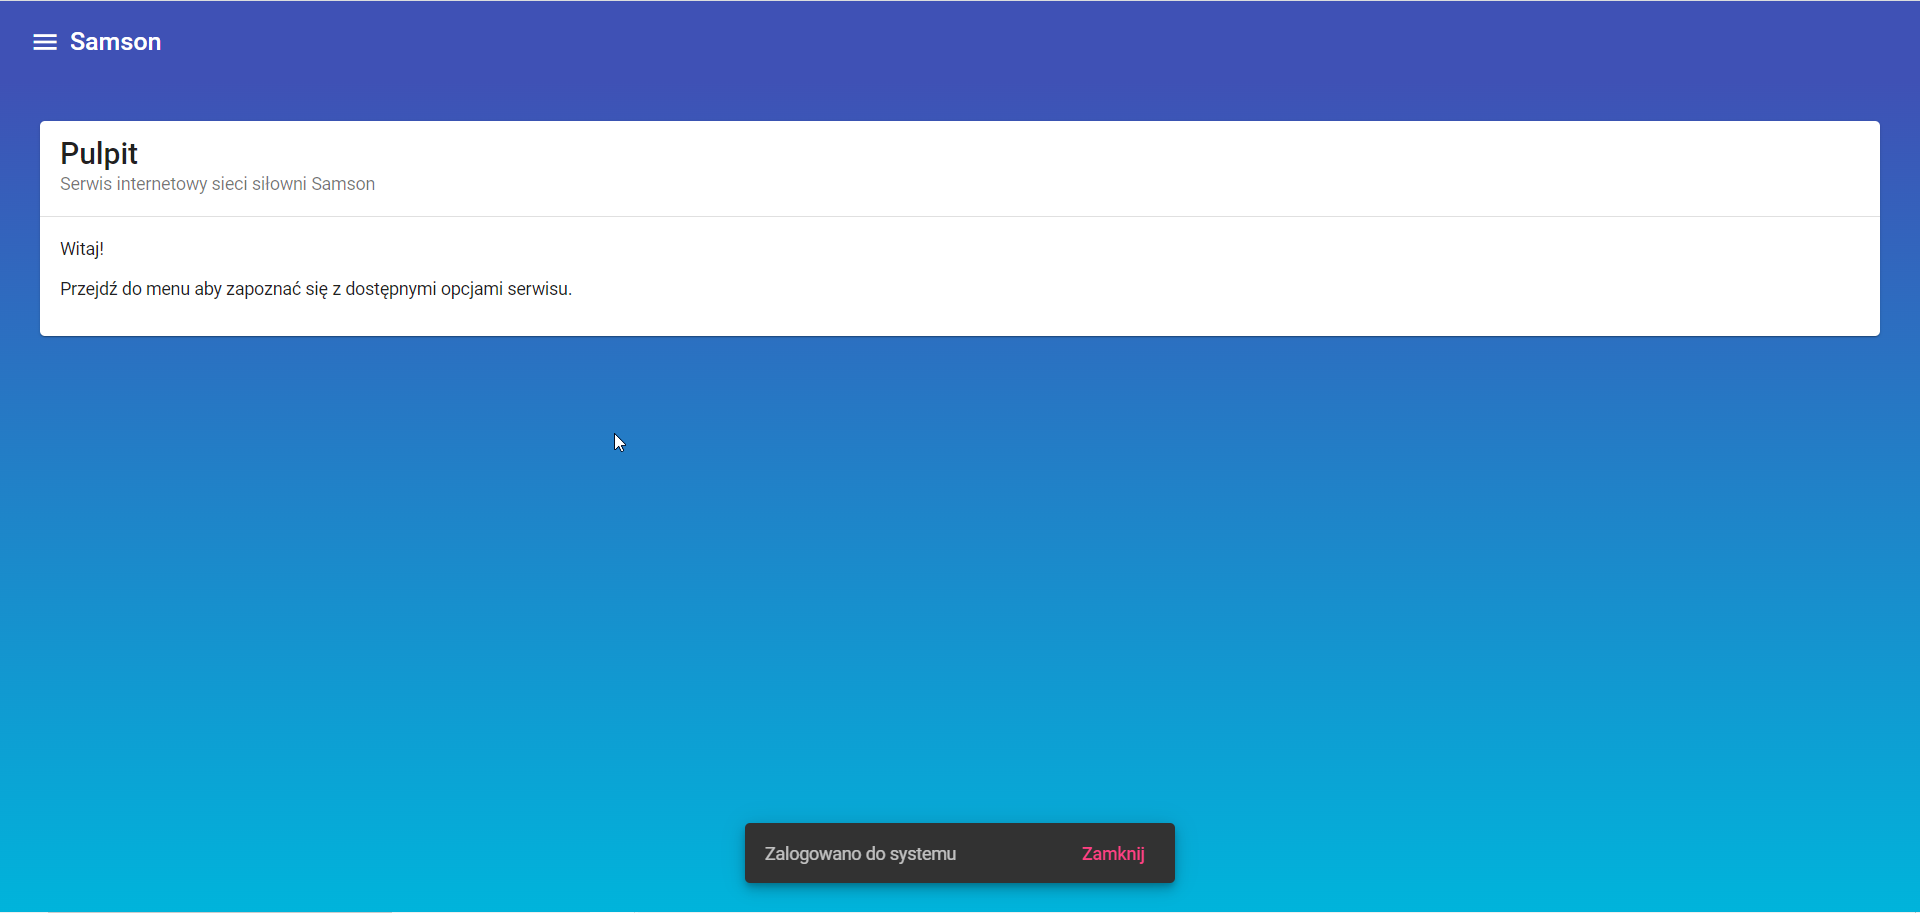 Samson
Pulpit
Serwis internetowy sieci siłowni Samson
Witaj!
Przejdź do menu aby zapoznać się z dostępnymi opcjami serwisu.
Zalogowano do systemu Zamknij